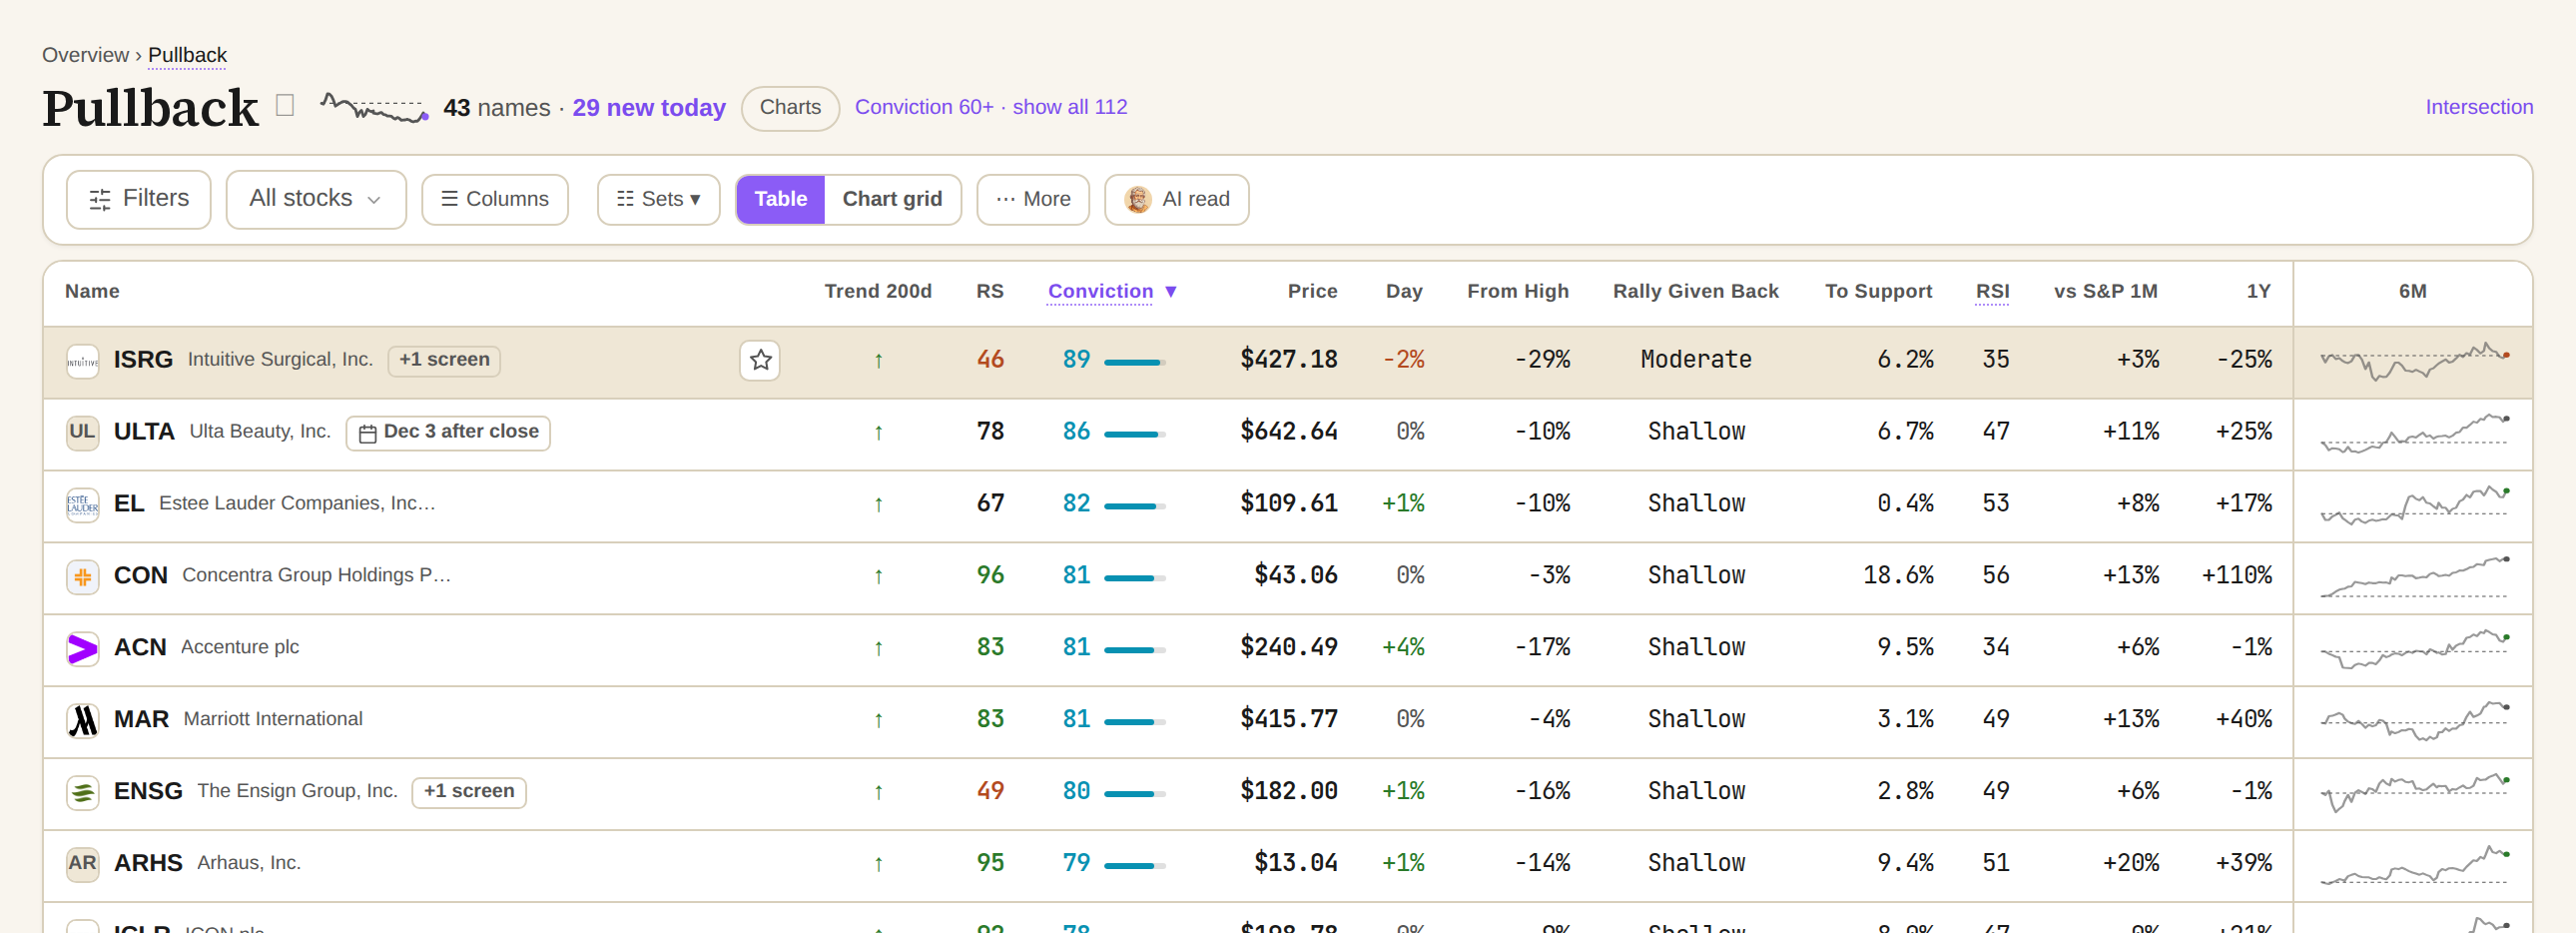 Overview › Pullback
Pullback 43 names · 29 new today Charts Conviction 60+ · show all 112 Intersection
Filters All stocks Columns Sets ▾ Table Chart grid ··· More AI read
Name Trend 200d RS Conviction ▼ Price Day From High Rally Given Back To Support RSI vs S&P 1M 1Y 6M
INTUITIVE ISRG Intuitive Surgical, Inc. +1 screen ↑ 46 89 $427.18 -2% -29% Moderate 6.2% 35 +3% -25%
UL ULTA Ulta Beauty, Inc. Dec 3 after close ↑ 78 86 $642.64 0% -10% Shallow 6.7% 47 +11% +25%
ESTĒE LAUDER EL Estee Lauder Companies, Inc… ↑ 67 82 $109.61 +1% -10% Shallow 0.4% 53 +8% +17%
CON Concentra Group Holdings P… ↑ 96 81 $43.06 0% -3% Shallow 18.6% 56 +13% +110%
ACN Accenture plc ↑ 83 81 $240.49 +4% -17% Shallow 9.5% 34 +6% -1%
MAR Marriott International ↑ 83 81 $415.77 0% -4% Shallow 3.1% 49 +13% +40%
ENSG The Ensign Group, Inc. +1 screen ↑ 49 80 $182.00 +1% -16% Shallow 2.8% 49 +6% -1%
AR ARHS Arhaus, Inc. ↑ 95 79 $13.04 +1% -14% Shallow 9.4% 51 +20% +39%
ICLR ICON plc 78 Shallow 47